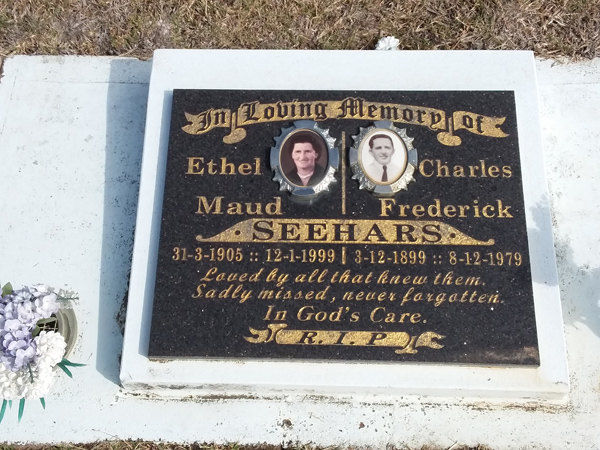 In Loving Memory of
Ethel Charles
Maud Frederick
SEEHARS
31-3-1905 :: 12-1-1999 3-12-1899 :: 8-12-1979
Loved by all that knew them.
Sadly missed, never forgotten.
In God's Care.
R.I.P